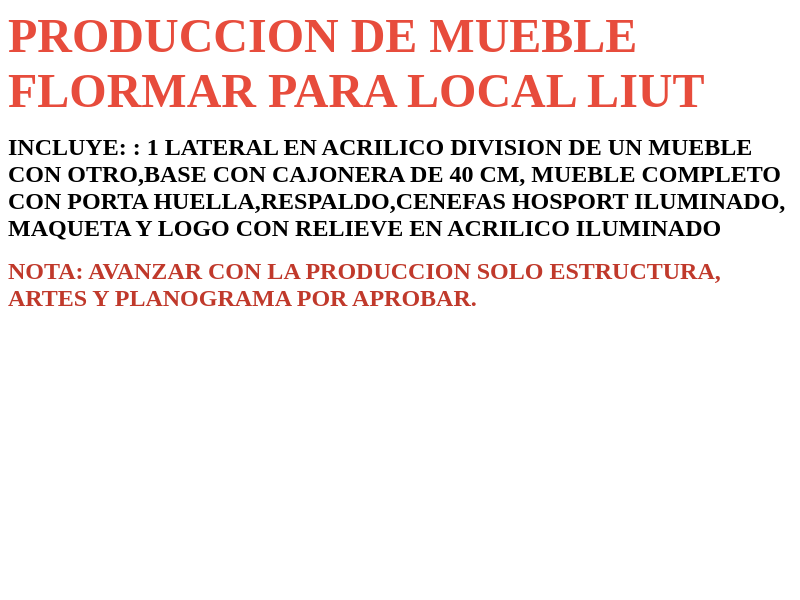 PRODUCCION DE MUEBLE
FLORMAR PARA LOCAL LIUT
INCLUYE: : 1 LATERAL EN ACRILICO DIVISION DE UN MUEBLE
CON OTRO,BASE CON CAJONERA DE 40 CM, MUEBLE COMPLETO
CON PORTA HUELLA,RESPALDO,CENEFAS HOSPORT ILUMINADO,
MAQUETA Y LOGO CON RELIEVE EN ACRILICO ILUMINADO
NOTA: AVANZAR CON LA PRODUCCION SOLO ESTRUCTURA,
ARTES Y PLANOGRAMA POR APROBAR.